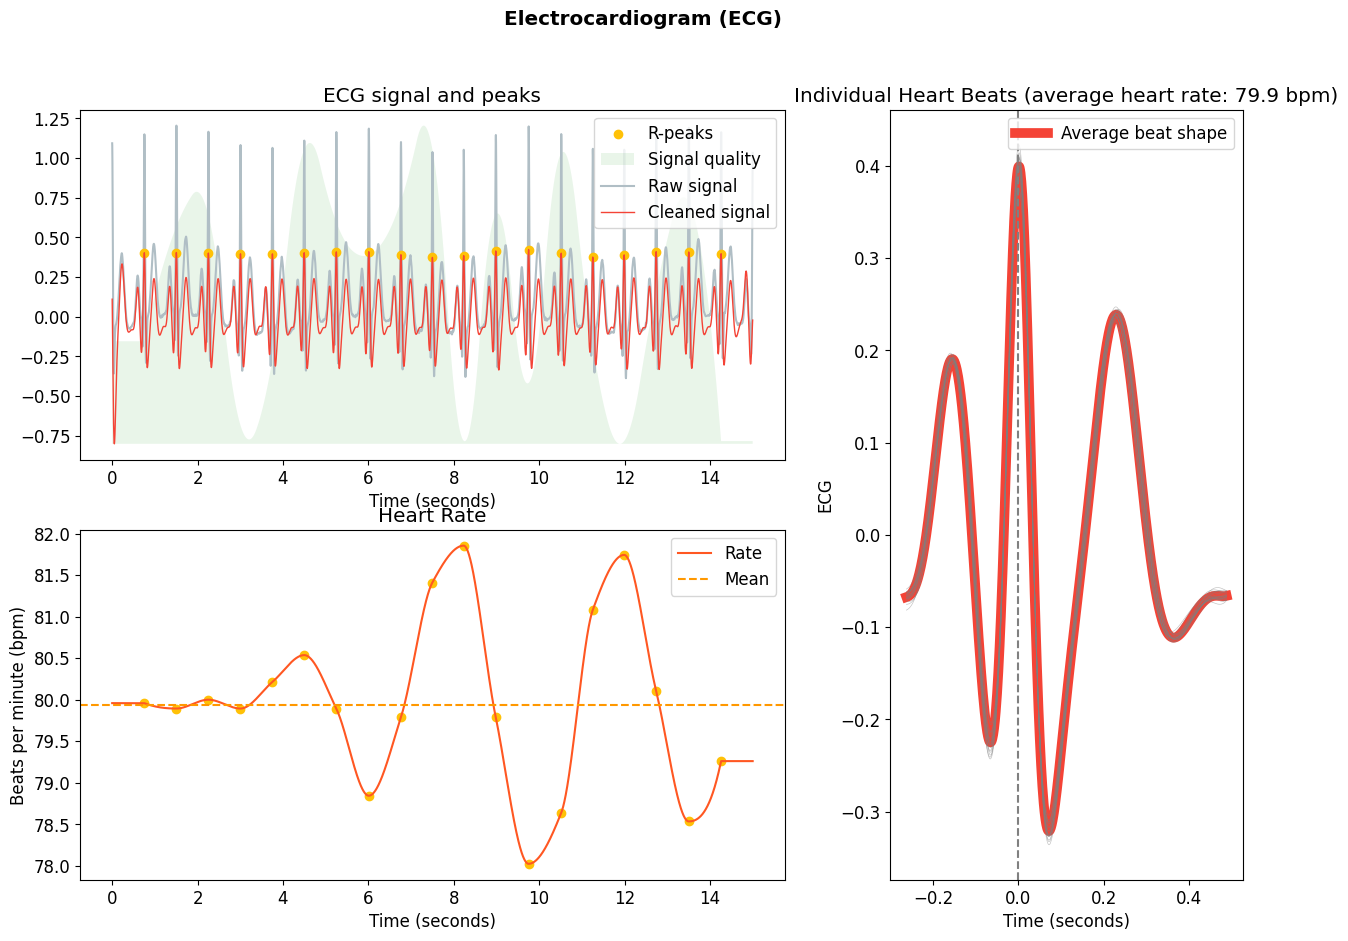 Electrocardiogram (ECG)
ECG signal and peaks
1.25
1.00
0.75
0.50
0.25
0.00
−0.25
−0.50
−0.75
R-peaks
Signal quality
Raw signal
Cleaned signal
0 2 4 6 8 10 12 14
Time (seconds)
Heart Rate
Beats per minute (bpm)
82.0
81.5
81.0
80.5
80.0
79.5
79.0
78.5
78.0
Rate
Mean
0 2 4 6 8 10 12 14
Time (seconds)
Individual Heart Beats (average heart rate: 79.9 bpm)
Average beat shape
ECG
0.4
0.3
0.2
0.1
0.0
−0.1
−0.2
−0.3
−0.2 0.0 0.2 0.4
Time (seconds)